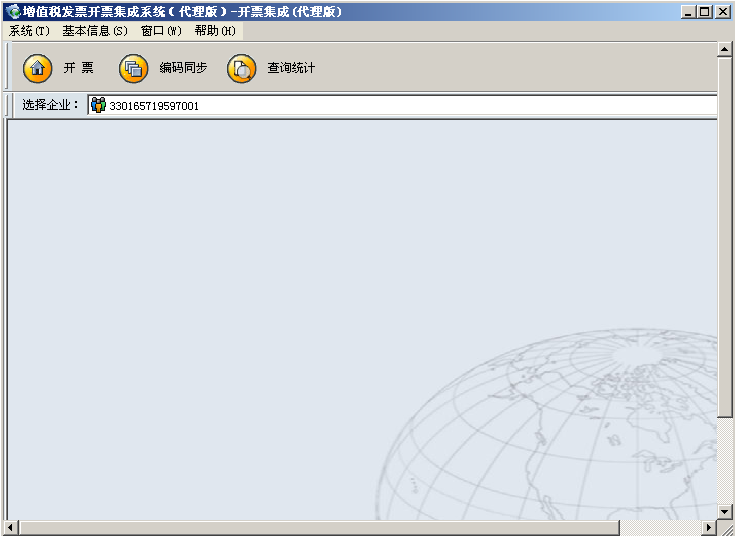 增值税发票开票集成系统（代理版）-开票集成(代理版)
系统(T) 基本信息(S) 窗口(W) 帮助(H)
开 票 编码同步 查询统计
选择企业： 330165719597001